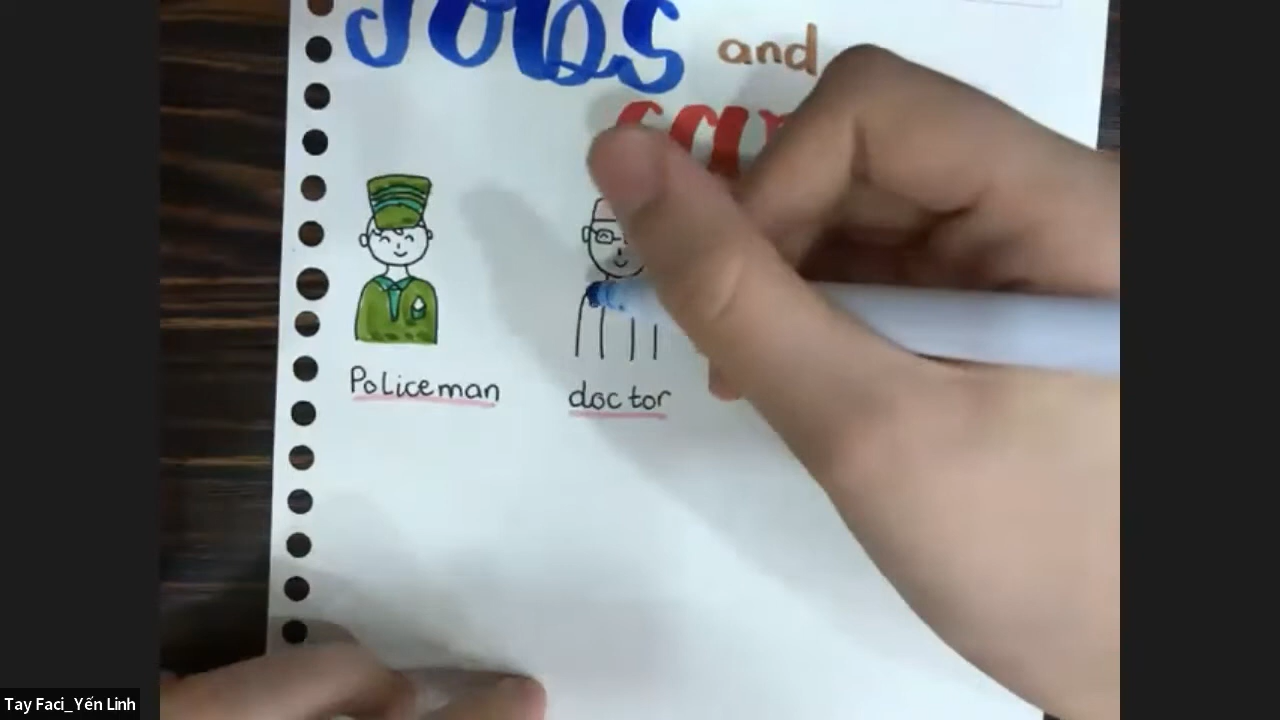 Jobs and
Policeman
doctor
Tay Faci_Yến Linh